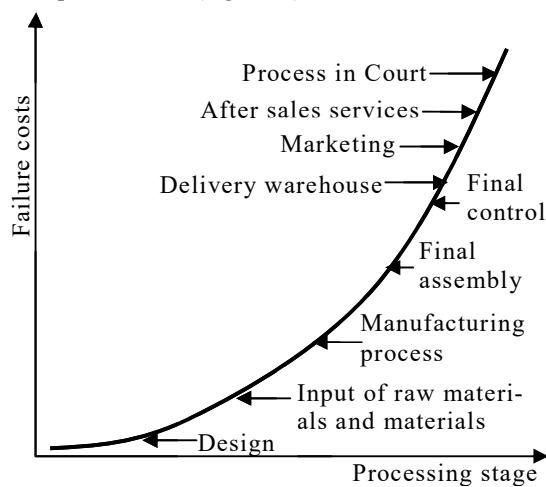 Process in Court
After sales services
Marketing
Delivery warehouse
Final
control
Final
assembly
Manufacturing
process
Input of raw materi-
als and materials
Design
Failure costs
Processing stage